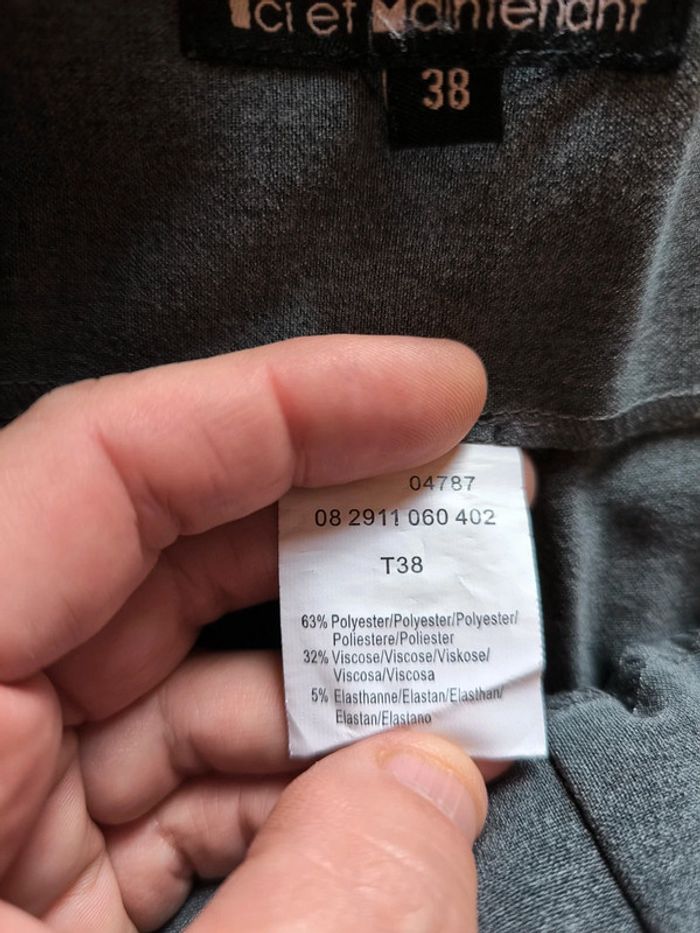 Ici et Maintenant
38
04787
08 2911 060 402
T38
63% Polyester/Polyester/Polyester/
Poliestere/Poliester
32% Viscose/Viscose/Viskose/
Viscosa/Viscosa
5% Elasthanne/Elastan/Elasthan/
Elastan/Elastano